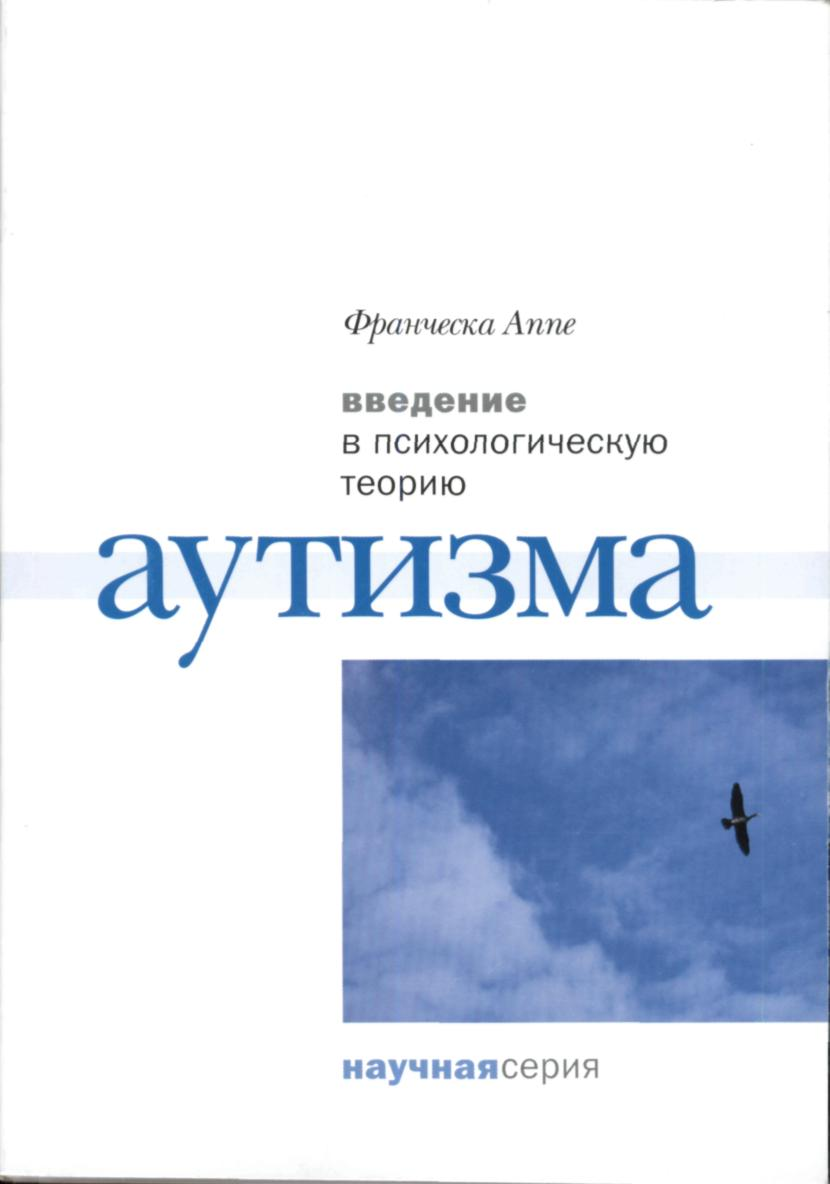 Франческа Аппе
введение
в психологическую
теорию
аутизма
научнаясерия